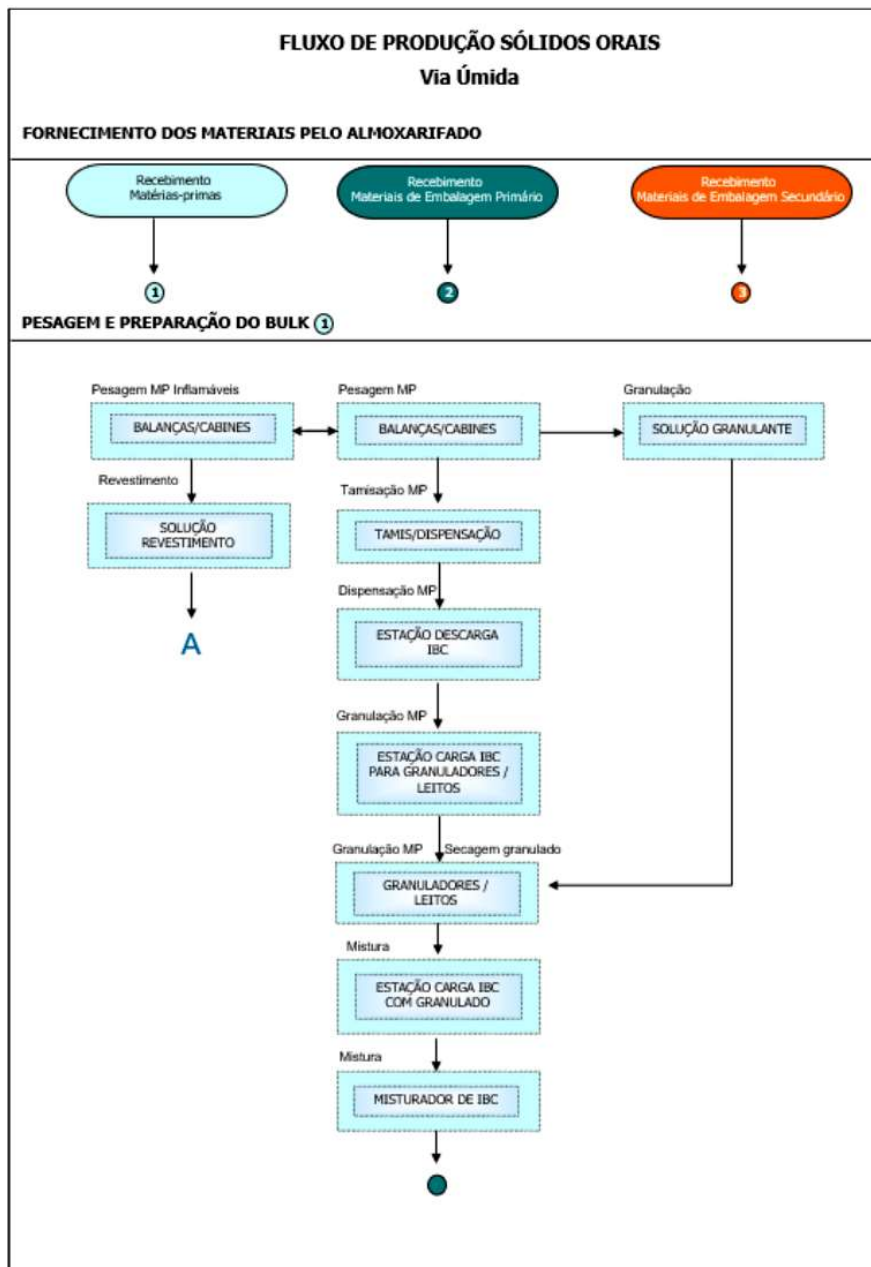 FLUXO DE PRODUÇÃO SÓLIDOS ORAIS
Via Úmida
FORNECIMENTO DOS MATERIAIS PELO ALMOXARIFADO
Recebimento
Matérias-primas
Recebimento
Materiais de Embalagem Primário
Recebimento
Materiais de Embalagem Secundário
1
2
3
PESAGEM E PREPARAÇÃO DO BULK 1
Pesagem MP Inflamáveis
Pesagem MP
Granulação
BALANÇAS/CABINES
BALANÇAS/CABINES
SOLUÇÃO GRANULANTE
Revestimento
Tamisação MP
SOLUÇÃO
REVESTIMENTO
TAMIS/DISPENSAÇÃO
Dispensação MP
ESTAÇÃO DESCARGA
IBC
A
Granulação MP
ESTAÇÃO CARGA IBC
PARA GRANULADORES /
LEITOS
Granulação MP
Secagem granulado
GRANULADORES /
LEITOS
Mistura
ESTAÇÃO CARGA IBC
COM GRANULADO
Mistura
MISTURADOR DE IBC